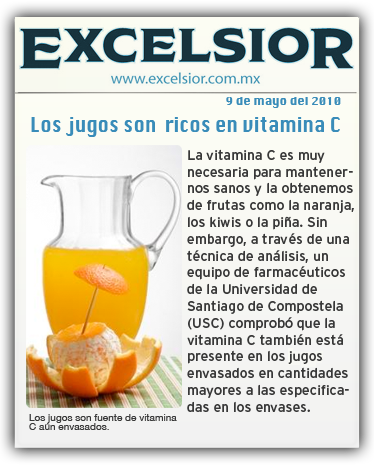 EXCELSIOR
www.excelsior.com.mx
9 de mayo del 2010
Los jugos son ricos en vitamina C
La vitamina C es muy
necesaria para mantener-
nos sanos y la obtenemos
de frutas como la naranja,
los kiwis o la piña. Sin
embargo, a través de una
técnica de análisis, un
equipo de farmacéuticos
de la Universidad de
Santiago de Compostela
(USC) comprobó que la
vitamina C también está
presente en los jugos
envasados en cantidades
mayores a las especifica-
das en los envases.
Los jugos son fuente de vitamina
C aún envasados.